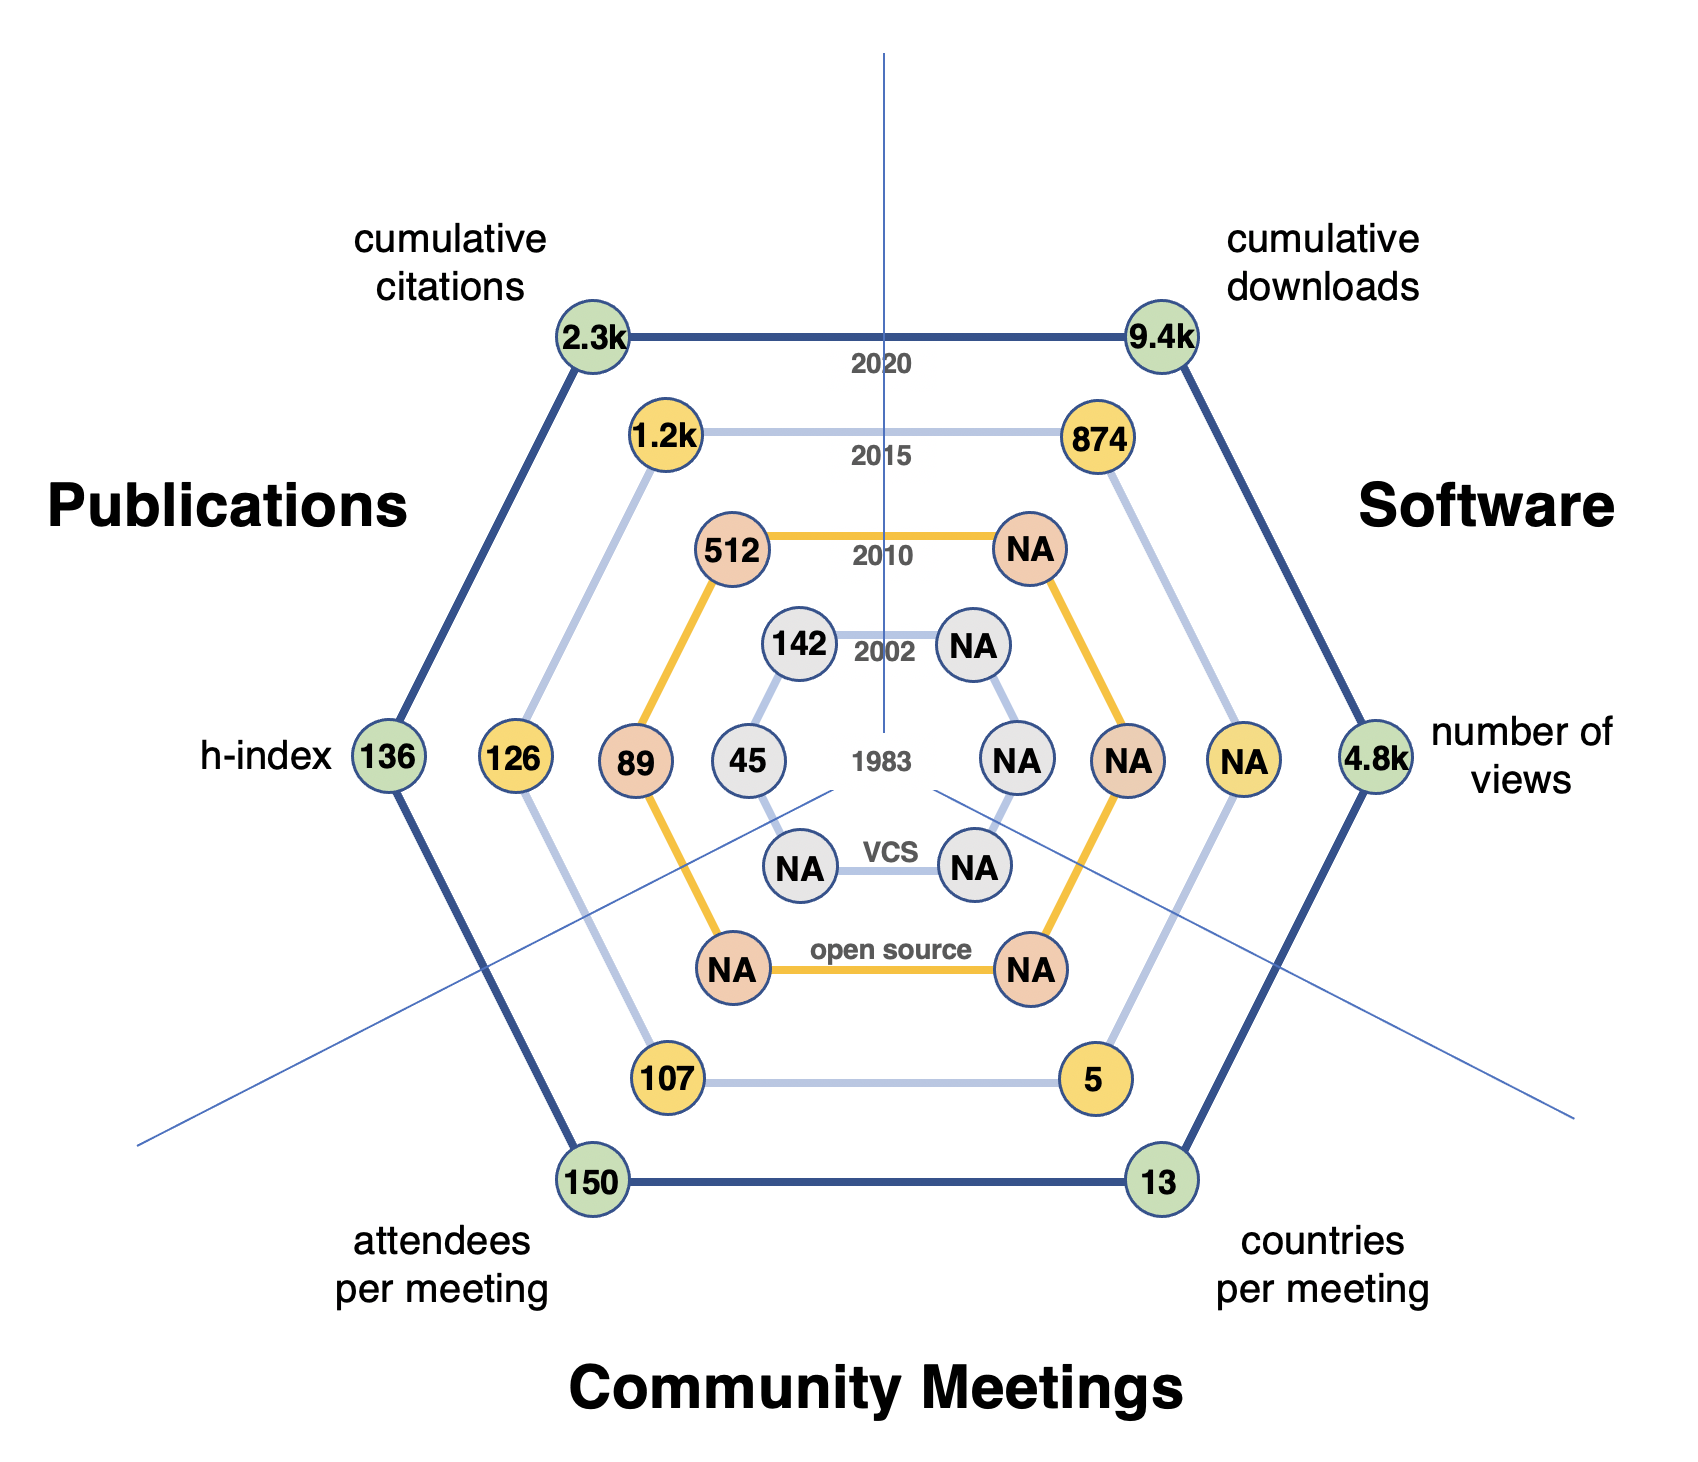 cumulative
citations
cumulative
downloads
2.3k
9.4k
2020
1.2k
874
2015
Publications
Software
512
NA
2010
142
NA
2002
h-index
136
126
89
45
1983
NA
NA
NA
4.8k
number of
views
VCS
NA
NA
open source
NA
NA
107
5
150
13
attendees
per meeting
countries
per meeting
Community Meetings